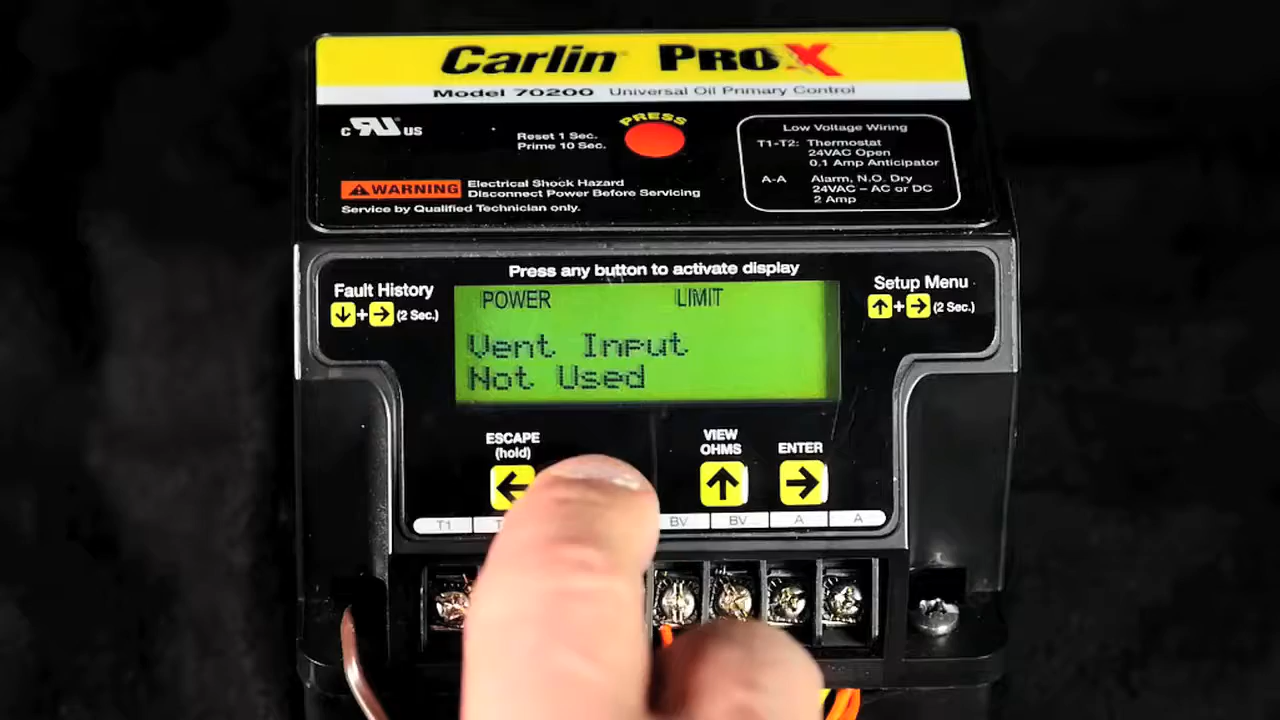 Carlin PROX
Model 70200 Universal Oil Primary Control
C UR US
Reset 1 Sec.
Prime 10 Sec.
PRESS
Low Voltage Wiring
T1-T2: Thermostat
24VAC Open
0.1 Amp Anticipator
A-A Alarm, N.O. Dry
24VAC – AC or DC
2 Amp
WARNING Electrical Shock Hazard
Disconnect Power Before Servicing
Service by Qualified Technician only.
Press any button to activate display
Fault History
↓+→ (2 Sec.)
Setup Menu
↑+→ (2 Sec.)
POWER LIMIT
Vent Input
Not Used
ESCAPE
(hold)
VIEW
OHMS
ENTER
T1 BV BV A A